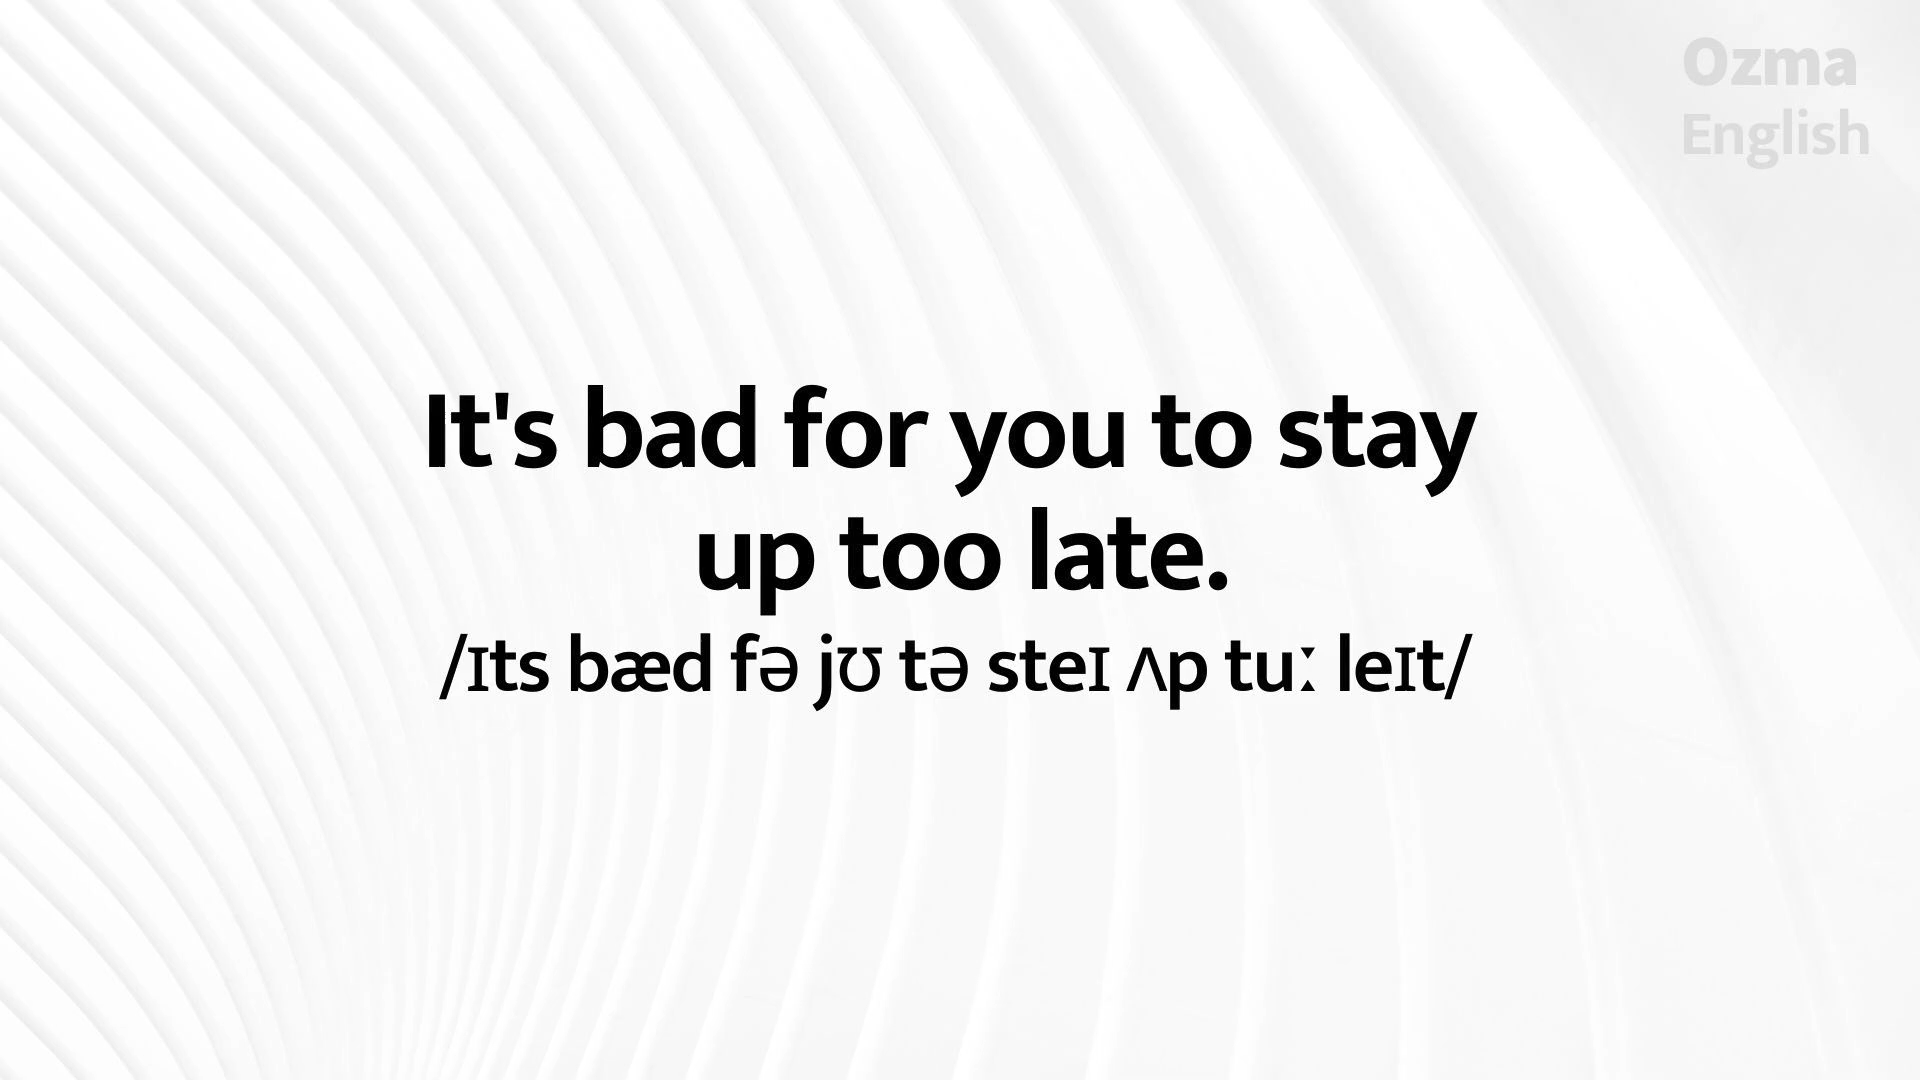 Ozma
English
It's bad for you to stay
up too late.
/ɪts bæd fə jʊ tə steɪ ʌp tuː leɪt/